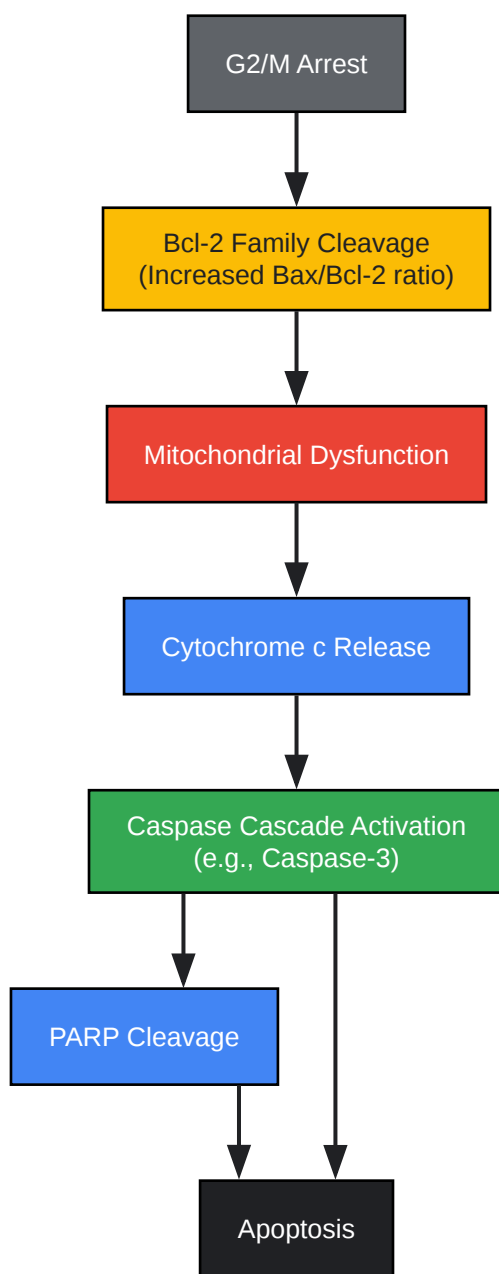 G2/M Arrest
Bcl-2 Family Cleavage
(Increased Bax/Bcl-2 ratio)
Mitochondrial Dysfunction
Cytochrome c Release
Caspase Cascade Activation
(e.g., Caspase-3)
PARP Cleavage
Apoptosis